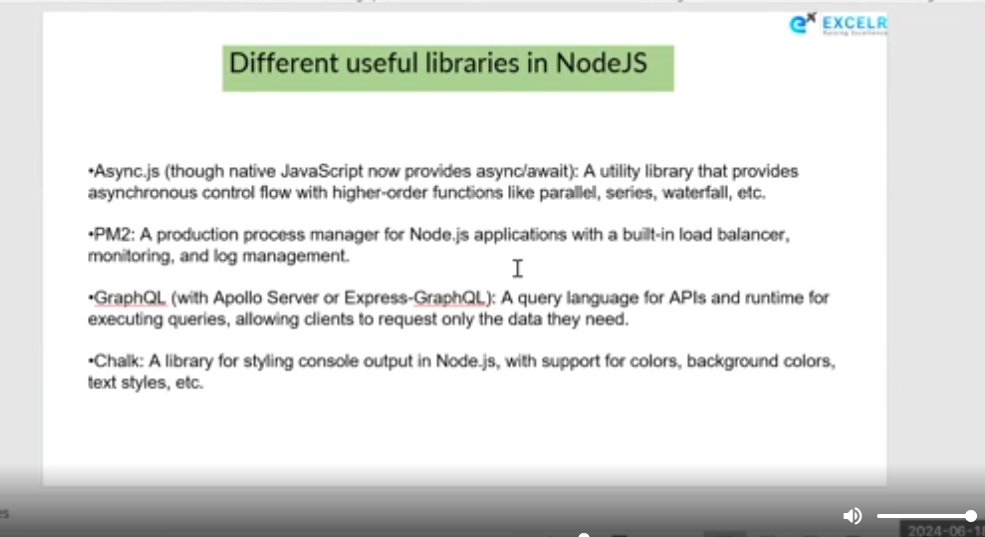 EXCELR
Raising Excellence
Different useful libraries in NodeJS
•Async.js (though native JavaScript now provides async/await): A utility library that provides
asynchronous control flow with higher-order functions like parallel, series, waterfall, etc.
•PM2: A production process manager for Node.js applications with a built-in load balancer,
monitoring, and log management.
•GraphQL (with Apollo Server or Express-GraphQL): A query language for APIs and runtime for
executing queries, allowing clients to request only the data they need.
•Chalk: A library for styling console output in Node.js, with support for colors, background colors,
text styles, etc.
es